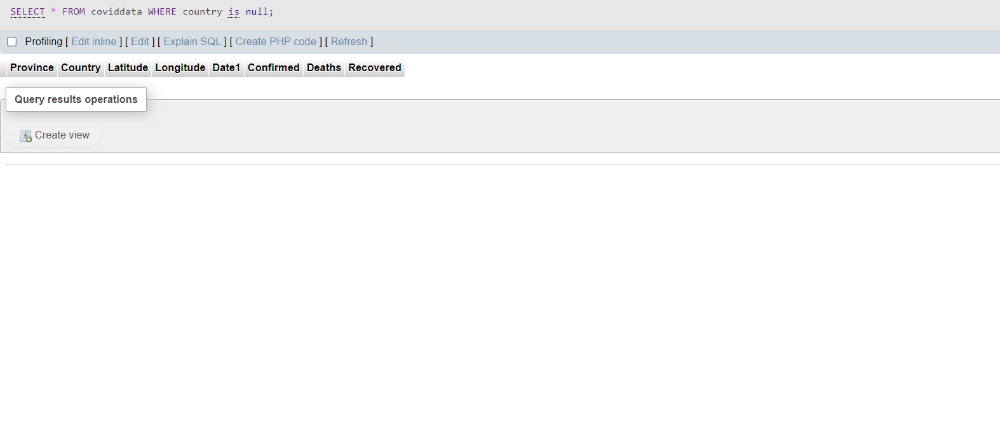 SELECT * FROM coviddata WHERE country is null;
Profiling [ Edit inline ] [ Edit ] [ Explain SQL ] [ Create PHP code ] [ Refresh ]
Province Country Latitude Longitude Date1 Confirmed Deaths Recovered
Query results operations
Create view